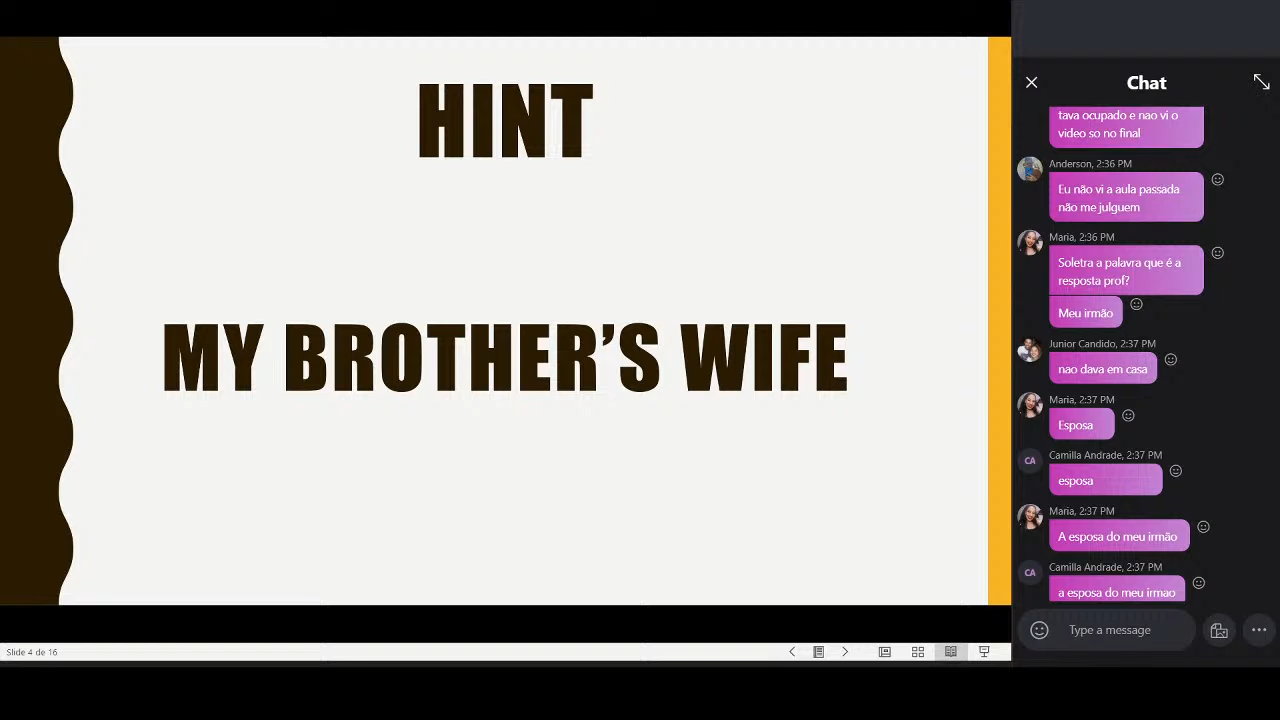 HINT
MY BROTHER’S WIFE
Slide 4 de 16
Chat
tava ocupado e nao vi o
video so no final
Anderson, 2:36 PM
Eu não vi a aula passada
não me julguem
Maria, 2:36 PM
Soletra a palavra que é a
resposta prof?
Meu irmão
Junior Candido, 2:37 PM
nao dava em casa
Maria, 2:37 PM
Esposa
CA
Camilla Andrade, 2:37 PM
esposa
Maria, 2:37 PM
A esposa do meu irmão
CA
Camilla Andrade, 2:37 PM
a esposa do meu irmao
Type a message